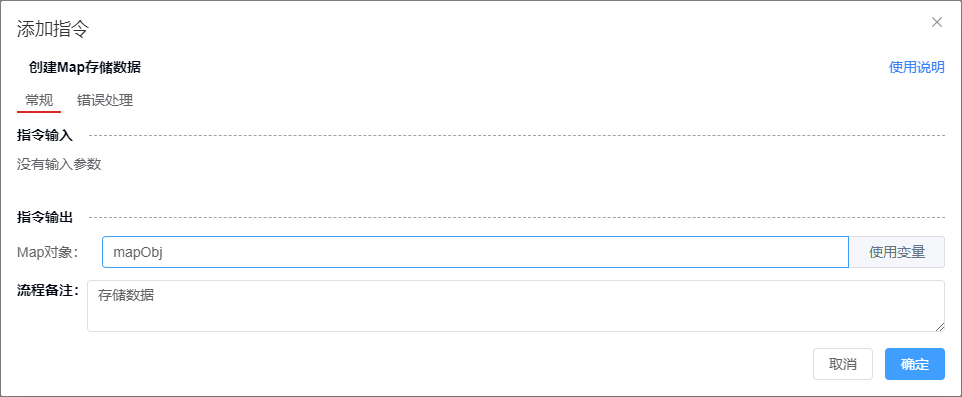 添加指令
创建Map存储数据
使用说明
常规 错误处理
指令输入
没有输入参数
指令输出
Map对象： mapObj 使用变量
流程备注： 存储数据
取消 确定